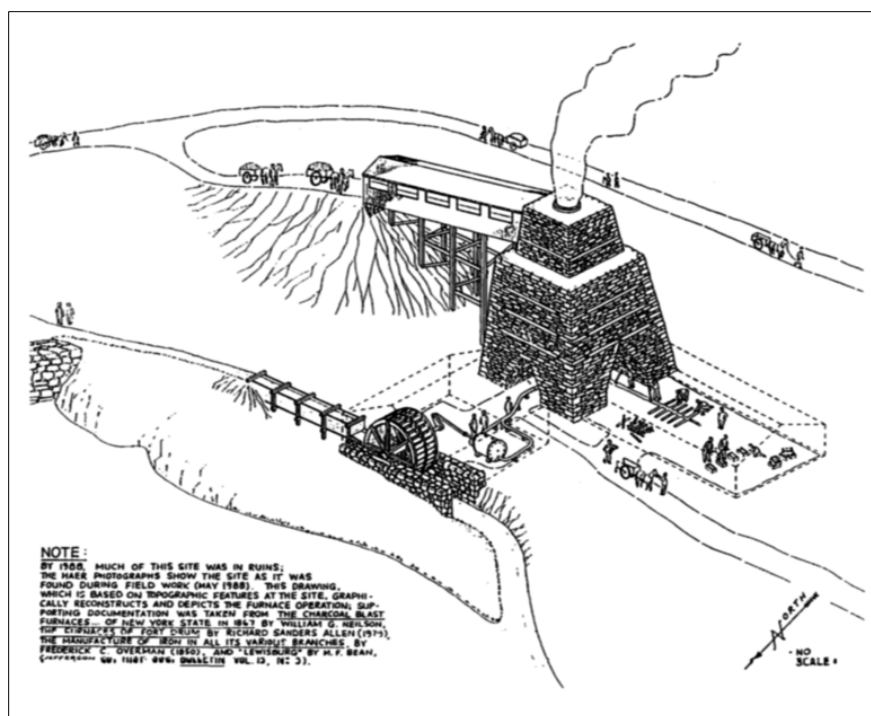 NOTE:
BY 1988, MUCH OF THIS SITE WAS IN RUINS;
THE HAER PHOTOGRAPHS SHOW THE SITE AS IT WAS
FOUND DURING FIELD WORK (MAY 1988). THIS DRAWING,
WHICH IS BASED ON TOPOGRAPHIC FEATURES AT THE SITE, GRAPHI-
CALLY RECONSTRUCTS AND DEPICTS THE FURNACE OPERATION; SUP-
PORTING DOCUMENTATION WAS TAKEN FROM THE CHARCOAL BLAST
FURNACES... OF NEW YORK STATE IN 1867 BY WILLIAM G. NEILSON,
THE FURNACES OF FORT DRUM BY RICHARD SANDERS ALLEN (1975),
THE MANUFACTURE OF IRON IN ALL ITS VARIOUS BRANCHES, BY
FREDERICK C. OVERMAN (1850), AND "LEWISBURG" BY M.F. BEAN,
BULLETIN VOL.
NORTH
NO
SCALE